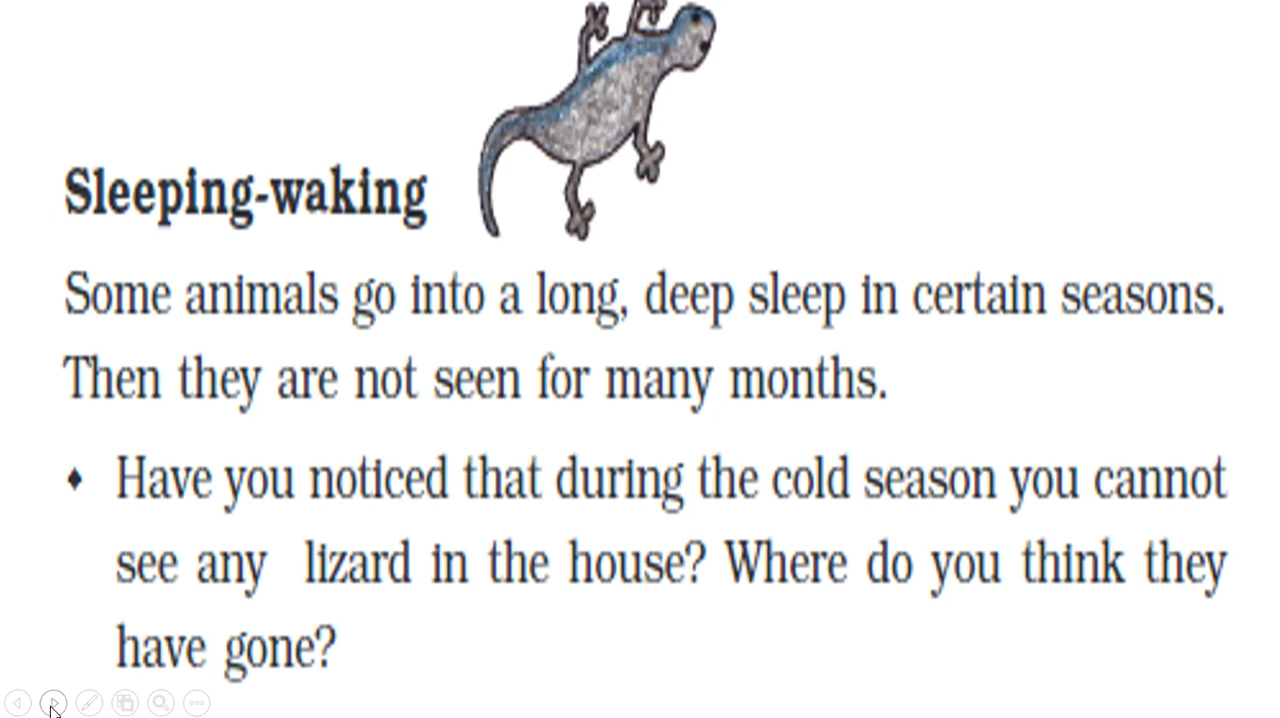 Sleeping-waking
Some animals go into a long, deep sleep in certain seasons.
Then they are not seen for many months.
♦ Have you noticed that during the cold season you cannot
see any lizard in the house? Where do you think they
have gone?